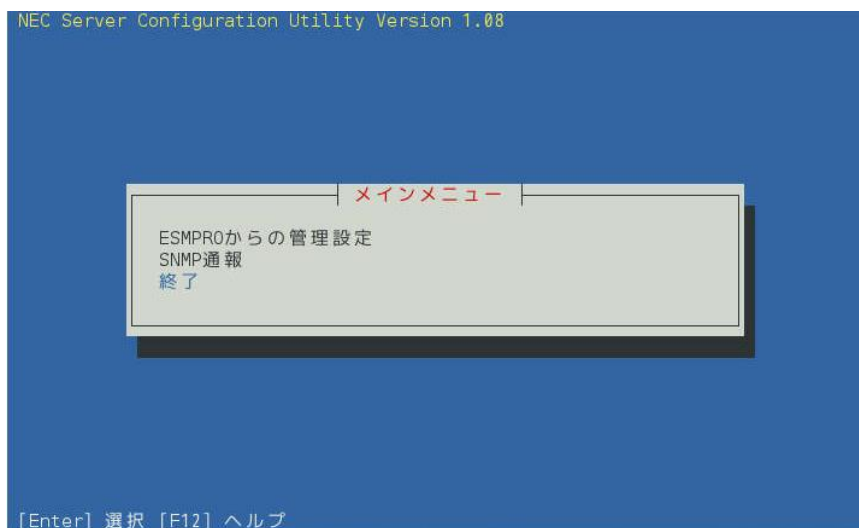 NEC Server Configuration Utility Version 1.08
メインメニュー
ESMPROからの管理設定
SNMP通報
終了
[Enter] 選択 [F12] ヘルプ